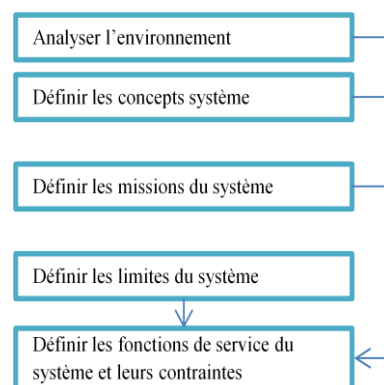 Analyser l’environnement
Définir les concepts système
Définir les missions du système
Définir les limites du système
Définir les fonctions de service du
système et leurs contraintes